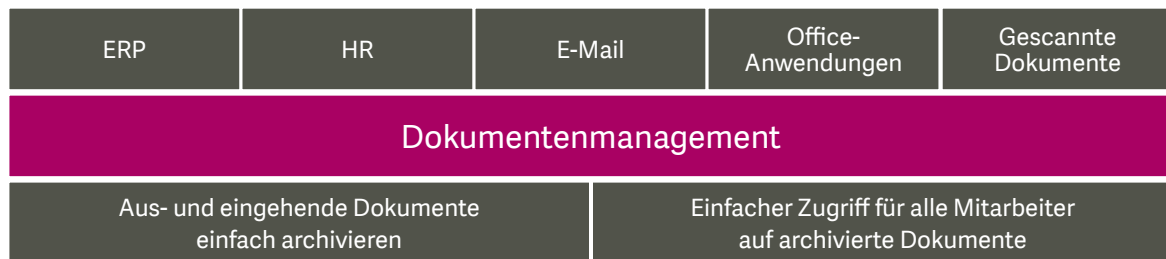 ERP
HR
E-Mail
Office-
Anwendungen
Gescannte
Dokumente
Dokumentenmanagement
Aus- und eingehende Dokumente
einfach archivieren
Einfacher Zugriff für alle Mitarbeiter
auf archivierte Dokumente